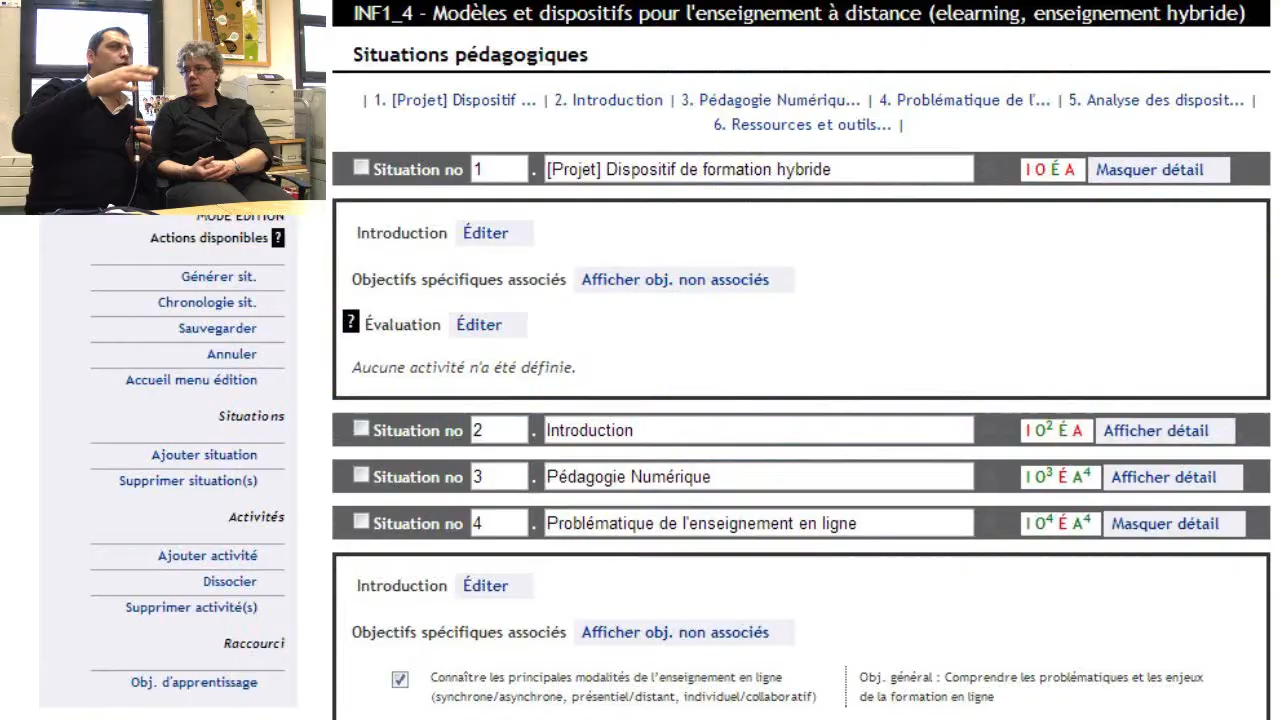 INF1_4 - Modèles et dispositifs pour l'enseignement à distance (elearning, enseignement hybride)
Situations pédagogiques
| 1. [Projet] Dispositif ... | 2. Introduction | 3. Pédagogie Numériqu... | 4. Problématique de l'... | 5. Analyse des disposit... |
6. Ressources et outils... |
MODE EDITION
Actions disponibles ?
Générer sit.
Chronologie sit.
Sauvegarder
Annuler
Accueil menu édition
Situations
Ajouter situation
Supprimer situation(s)
Activités
Ajouter activité
Dissocier
Supprimer activité(s)
Raccourci
Obj. d'apprentissage
Situation no 1 . [Projet] Dispositif de formation hybride I O É A Masquer détail
Introduction Éditer
Objectifs spécifiques associés Afficher obj. non associés
? Évaluation Éditer
Aucune activité n'a été définie.
Situation no 2 . Introduction I O² É A Afficher détail
Situation no 3 . Pédagogie Numérique I O³ É A⁴ Afficher détail
Situation no 4 . Problématique de l'enseignement en ligne I O⁴ É A⁴ Masquer détail
Introduction Éditer
Objectifs spécifiques associés Afficher obj. non associés
Connaître les principales modalités de l'enseignement en ligne
(synchrone/asynchrone, présentiel/distant, individuel/collaboratif)
Obj. général : Comprendre les problématiques et les enjeux
de la formation en ligne